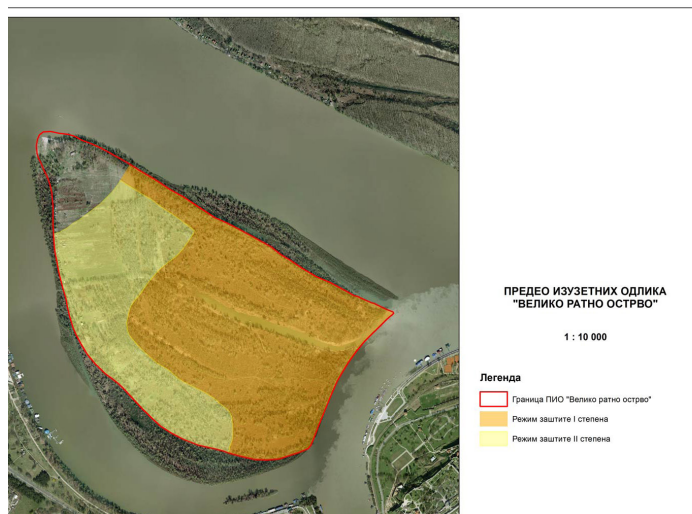 ПРЕДЕО ИЗУЗЕТНИХ ОДЛИКА
"ВЕЛИКО РАТНО ОСТРВО"
1 : 10 000
Легенда
Граница ПИО "Велико ратно острво"
Режим заштите I степена
Режим заштите II степена